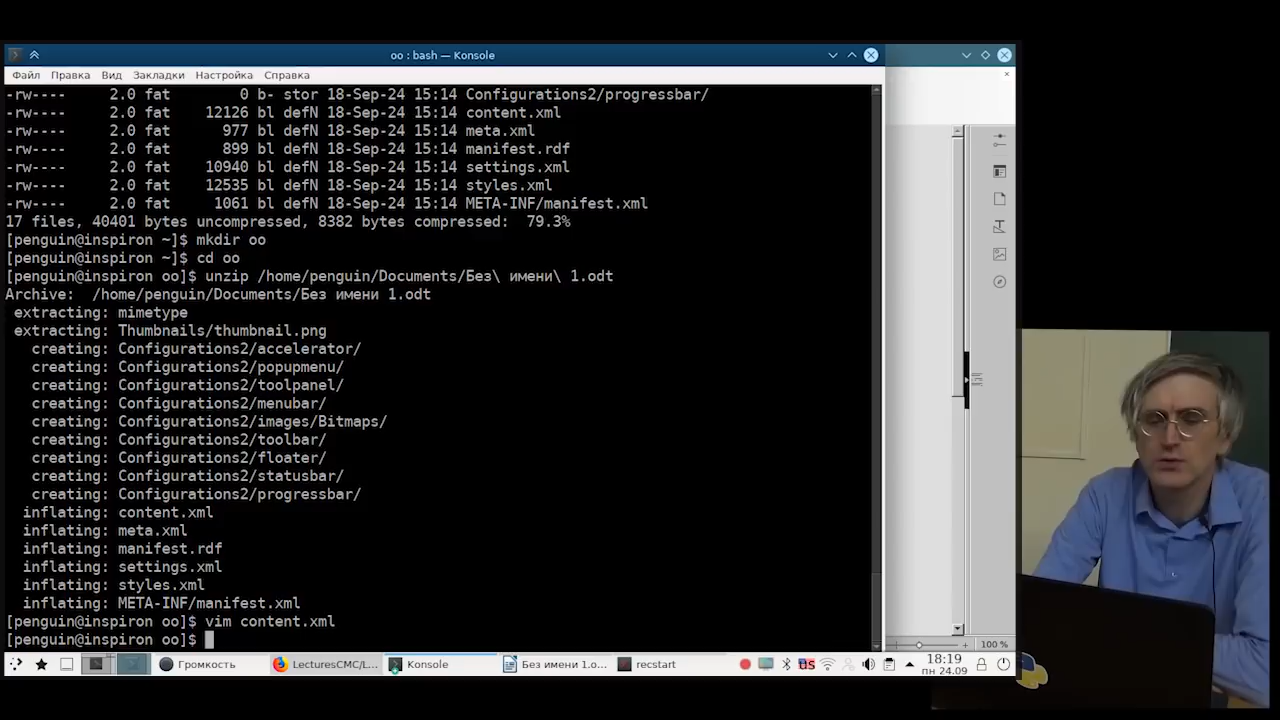 oo : bash — Konsole
Файл Правка Вид Закладки Настройка Справка
-rw---- 2.0 fat 0 b- stor 18-Sep-24 15:14 Configurations2/progressbar/
-rw---- 2.0 fat 12126 bl defN 18-Sep-24 15:14 content.xml
-rw---- 2.0 fat 977 bl defN 18-Sep-24 15:14 meta.xml
-rw---- 2.0 fat 899 bl defN 18-Sep-24 15:14 manifest.rdf
-rw---- 2.0 fat 10940 bl defN 18-Sep-24 15:14 settings.xml
-rw---- 2.0 fat 12535 bl defN 18-Sep-24 15:14 styles.xml
-rw---- 2.0 fat 1061 bl defN 18-Sep-24 15:14 META-INF/manifest.xml
17 files, 40401 bytes uncompressed, 8382 bytes compressed: 79.3%
[penguin@inspiron ~]$ mkdir oo
[penguin@inspiron ~]$ cd oo
[penguin@inspiron oo]$ unzip /home/penguin/Documents/Без\ имени\ 1.odt
Archive: /home/penguin/Documents/Без имени 1.odt
extracting: mimetype
extracting: Thumbnails/thumbnail.png
creating: Configurations2/accelerator/
creating: Configurations2/popupmenu/
creating: Configurations2/toolpanel/
creating: Configurations2/menubar/
creating: Configurations2/images/Bitmaps/
creating: Configurations2/toolbar/
creating: Configurations2/floater/
creating: Configurations2/statusbar/
creating: Configurations2/progressbar/
inflating: content.xml
inflating: meta.xml
inflating: manifest.rdf
inflating: settings.xml
inflating: styles.xml
inflating: META-INF/manifest.xml
[penguin@inspiron oo]$ vim content.xml
[penguin@inspiron oo]$
100 %
Громкость LecturesCMC/L... Konsole Без имени 1.o... recstart US 18:19
пн 24.09